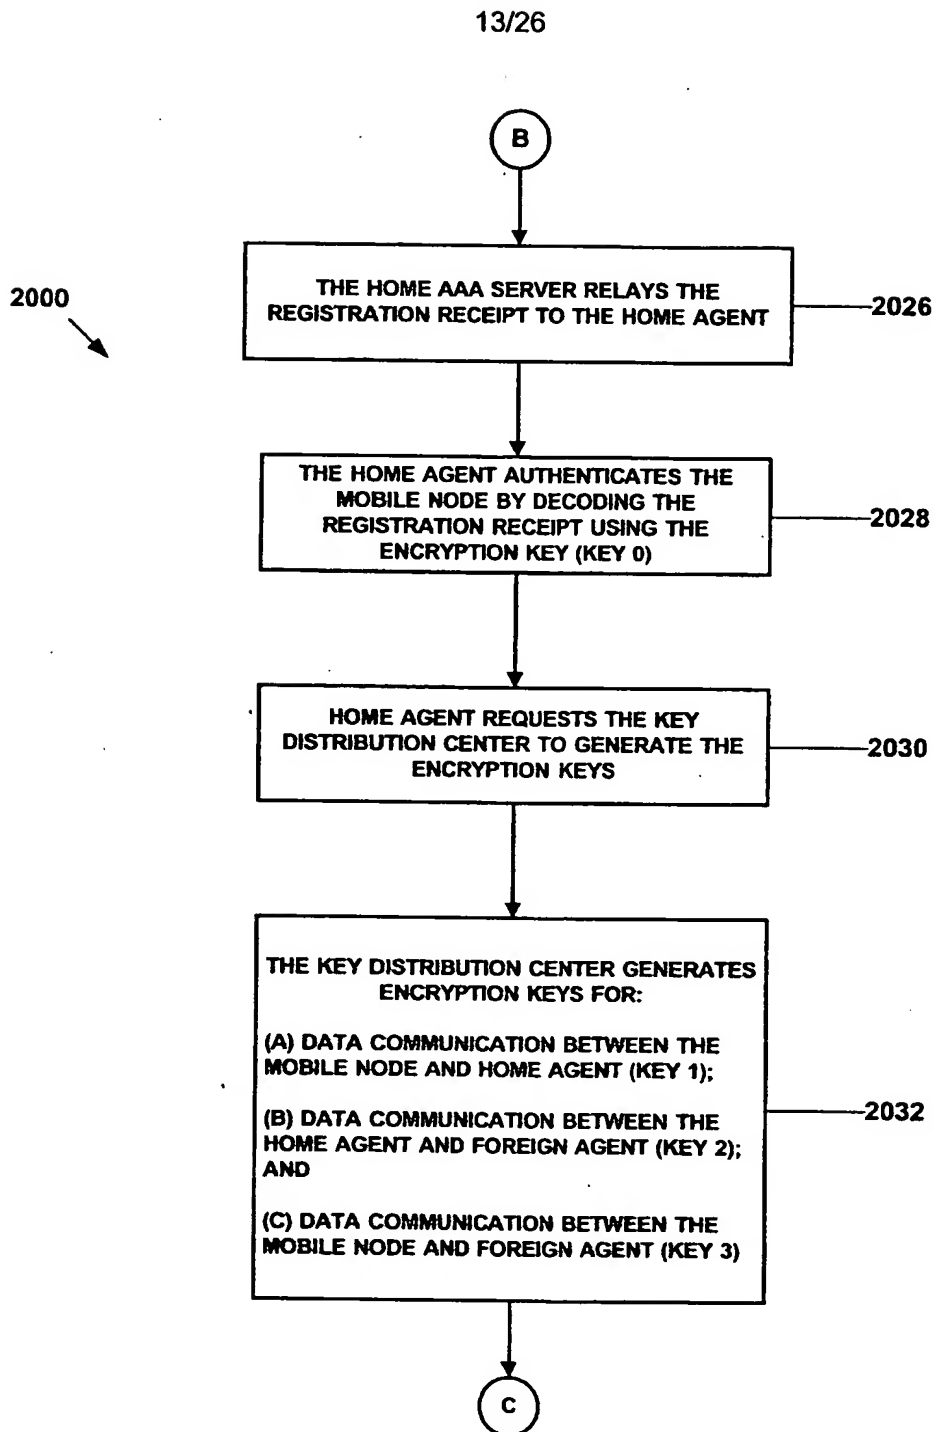 13/26
B
2000
THE HOME AAA SERVER RELAYS THE
REGISTRATION RECEIPT TO THE HOME AGENT
2026
THE HOME AGENT AUTHENTICATES THE
MOBILE NODE BY DECODING THE
REGISTRATION RECEIPT USING THE
ENCRYPTION KEY (KEY 0)
2028
HOME AGENT REQUESTS THE KEY
DISTRIBUTION CENTER TO GENERATE THE
ENCRYPTION KEYS
2030
THE KEY DISTRIBUTION CENTER GENERATES
ENCRYPTION KEYS FOR:
(A) DATA COMMUNICATION BETWEEN THE
MOBILE NODE AND HOME AGENT (KEY 1);
(B) DATA COMMUNICATION BETWEEN THE
HOME AGENT AND FOREIGN AGENT (KEY 2);
AND
(C) DATA COMMUNICATION BETWEEN THE
MOBILE NODE AND FOREIGN AGENT (KEY 3)
2032
C